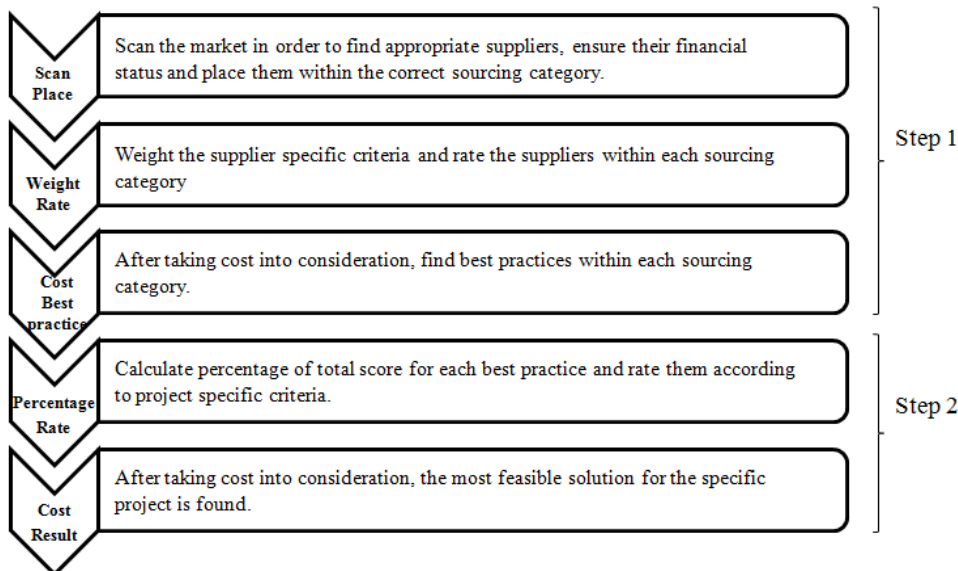 Scan
Place
Scan the market in order to find appropriate suppliers, ensure their financial
status and place them within the correct sourcing category.
Step 1
Weight
Rate
Weight the supplier specific criteria and rate the suppliers within each sourcing
category
Cost
Best
practice
After taking cost into consideration, find best practices within each sourcing
category.
Percentage
Rate
Calculate percentage of total score for each best practice and rate them according
to project specific criteria.
Step 2
Cost
Result
After taking cost into consideration, the most feasible solution for the specific
project is found.